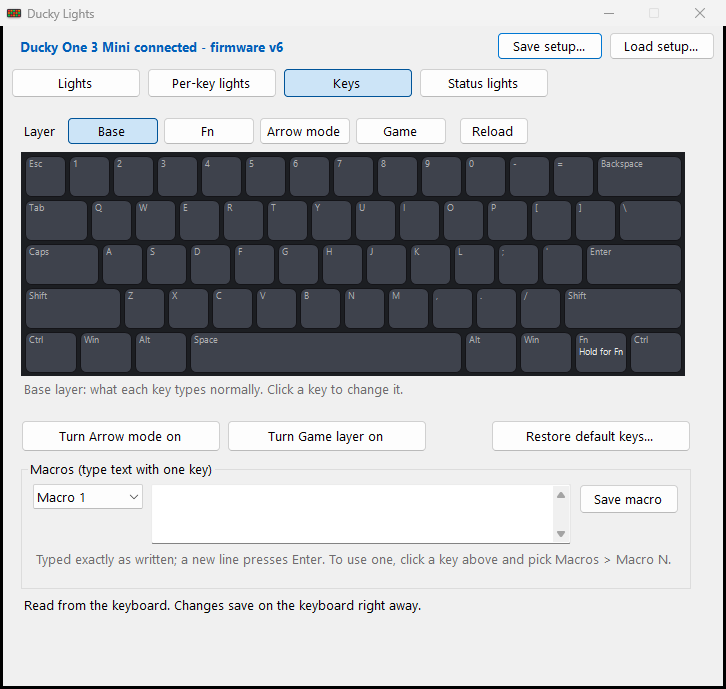 Ducky Lights
Ducky One 3 Mini connected - firmware v6
Save setup...
Load setup...
Lights
Per-key lights
Keys
Status lights
Layer
Base
Fn
Arrow mode
Game
Reload
Esc 1 2 3 4 5 6 7 8 9 0 - = Backspace
Tab Q W E R T Y U I O P [ ] \
Caps A S D F G H J K L ; ' Enter
Shift Z X C V B N M , . / Shift
Ctrl Win Alt Space Alt Win Fn Ctrl
Hold for Fn
Base layer: what each key types normally. Click a key to change it.
Turn Arrow mode on
Turn Game layer on
Restore default keys...
Macros (type text with one key)
Macro 1
Save macro
Typed exactly as written; a new line presses Enter. To use one, click a key above and pick Macros > Macro N.
Read from the keyboard. Changes save on the keyboard right away.